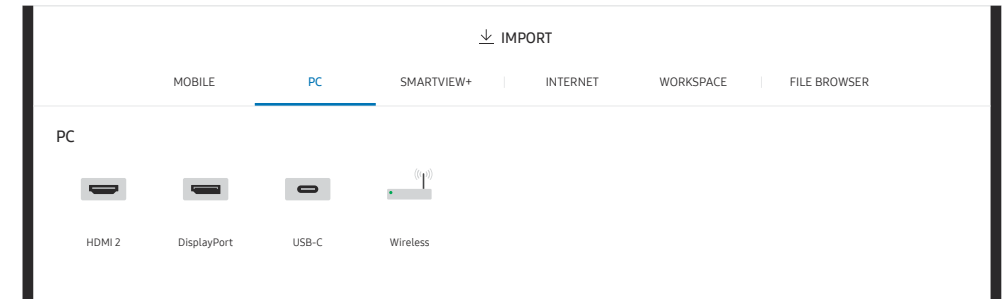 IMPORT
MOBILE PC SMARTVIEW+ INTERNET WORKSPACE FILE BROWSER
PC
HDMI 2 DisplayPort USB-C Wireless